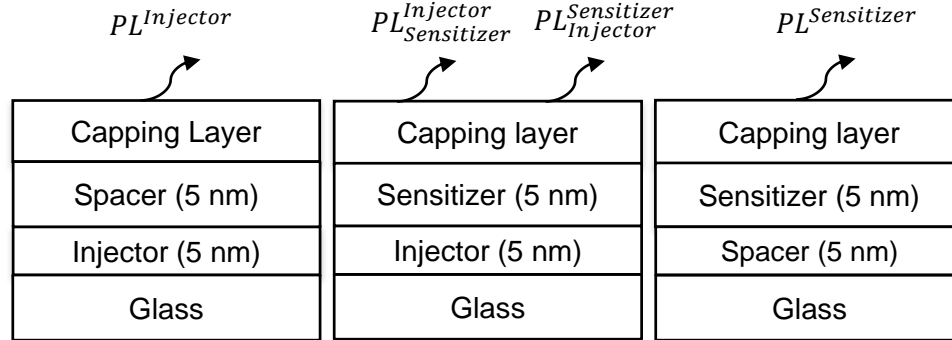 PL^Injector PL^Injector_Sensitizer PL^Sensitizer_Injector PL^Sensitizer
Capping Layer Capping layer Capping layer
Spacer (5 nm) Sensitizer (5 nm) Sensitizer (5 nm)
Injector (5 nm) Injector (5 nm) Spacer (5 nm)
Glass Glass Glass